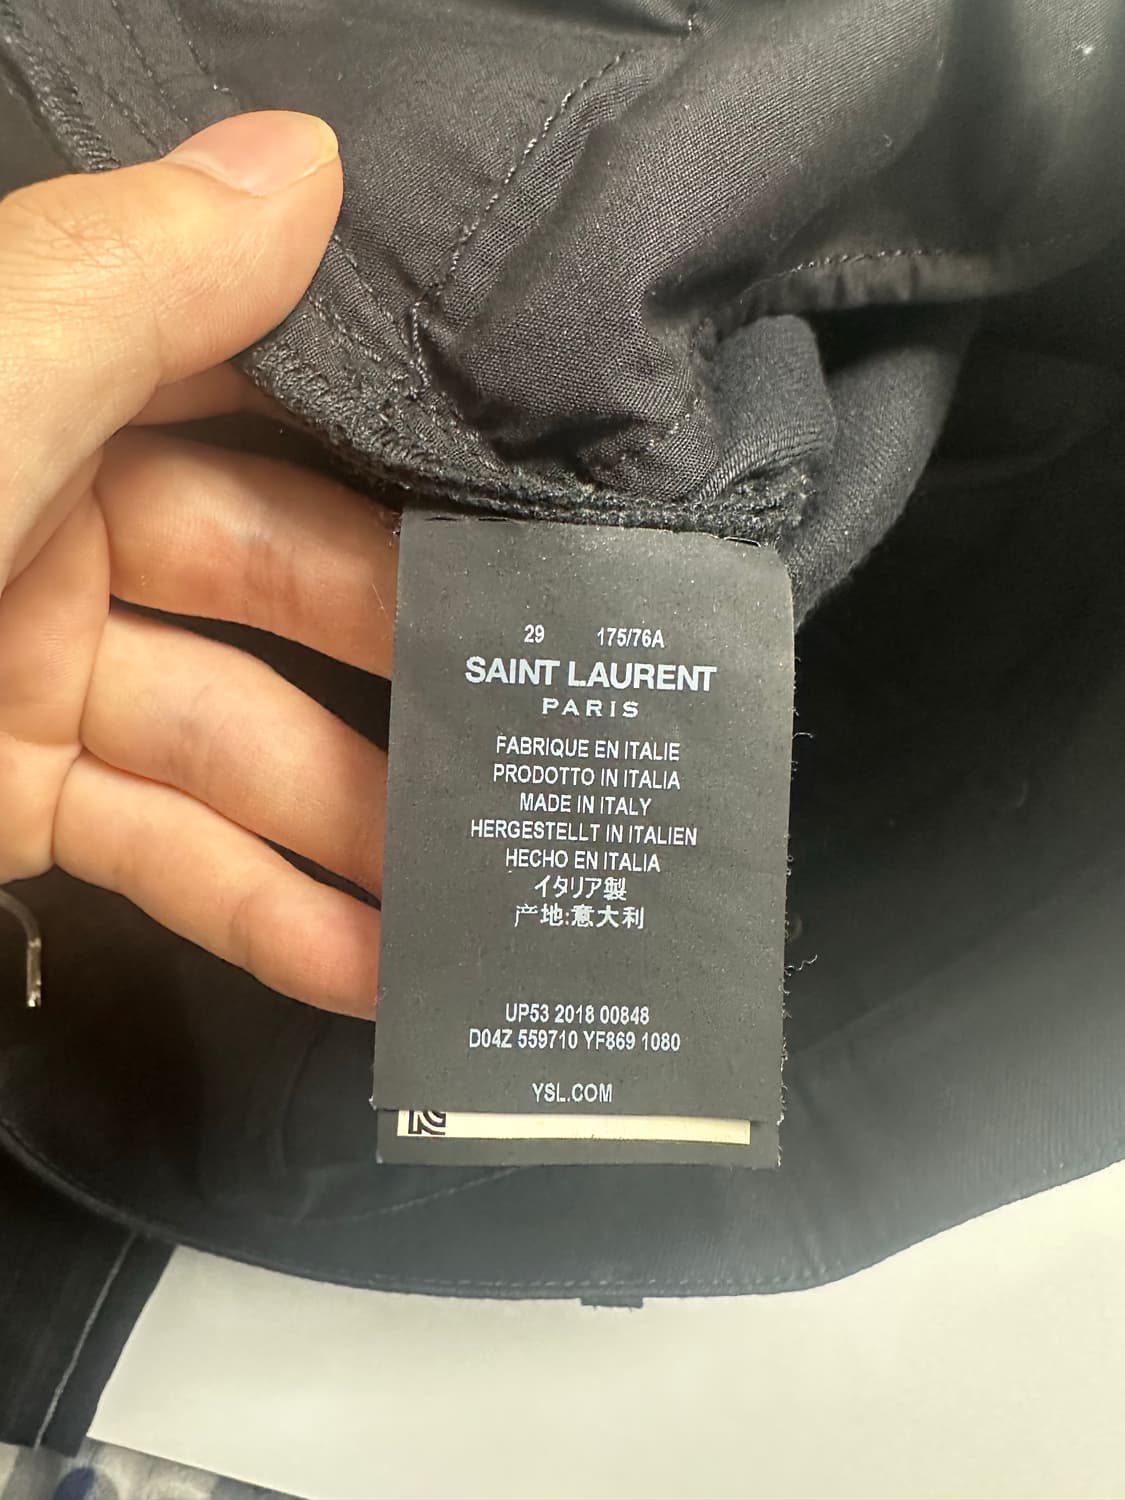 29 175/76A
SAINT LAURENT
PARIS
FABRIQUE EN ITALIE
PRODOTTO IN ITALIA
MADE IN ITALY
HERGESTELLT IN ITALIEN
HECHO EN ITALIA
イタリア製
产地:意大利
UP53 2018 00848
D04Z 559710 YF869 1080
YSL.COM